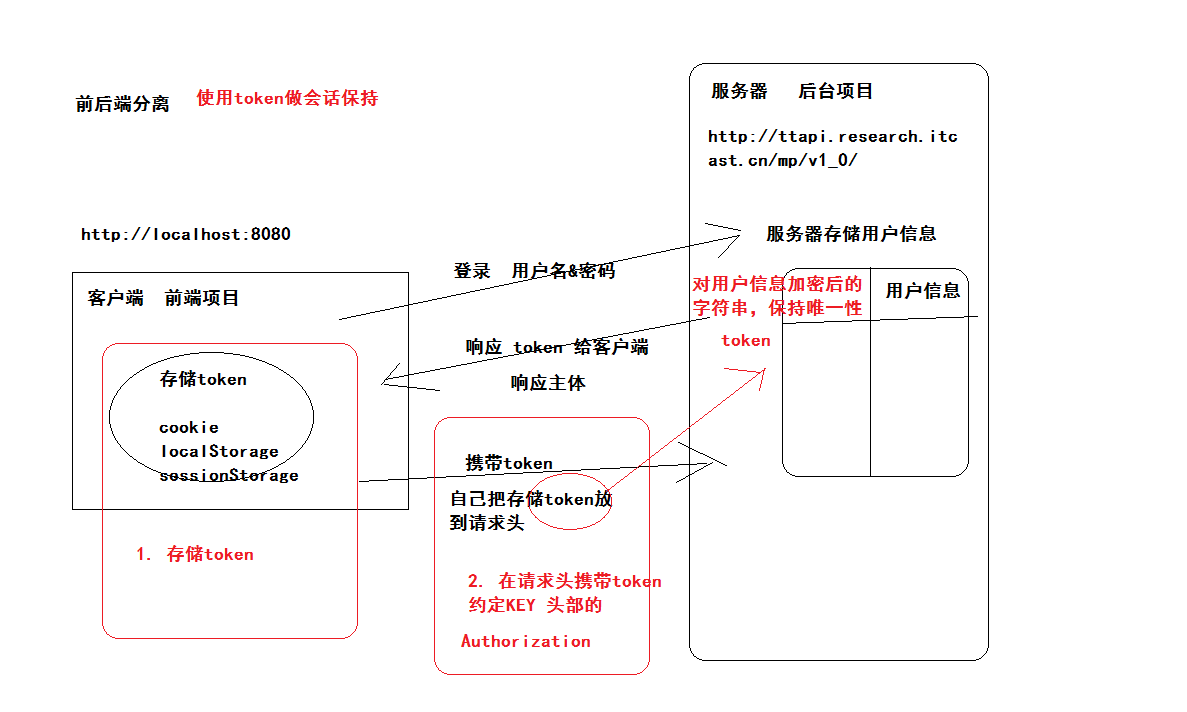 前后端分离 使用token做会话保持
服务器 后台项目
http://ttapi.research.itc
ast.cn/mp/v1_0/
http://localhost:8080
服务器存储用户信息
登录 用户名&密码
对用户信息加密后的
字符串，保持唯一性
token
用户信息
客户端 前端项目
响应 token 给客户端
响应主体
存储token
cookie
localStorage
sessionStorage
携带token
自己把存储token放
到请求头
1. 存储token
2. 在请求头携带token
约定KEY 头部的
Authorization